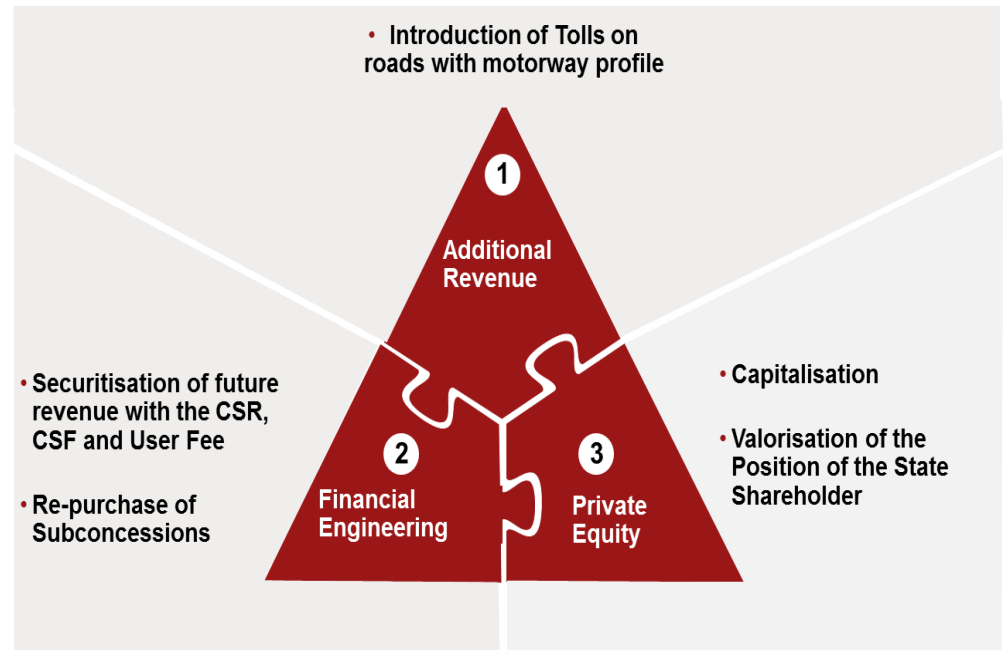 • Introduction of Tolls on
roads with motorway profile
1
Additional
Revenue
• Securitisation of future
revenue with the CSR,
CSF and User Fee
• Re-purchase of
Subconcessions
2
Financial
Engineering
3
Private
Equity
• Capitalisation
• Valorisation of the
Position of the State
Shareholder